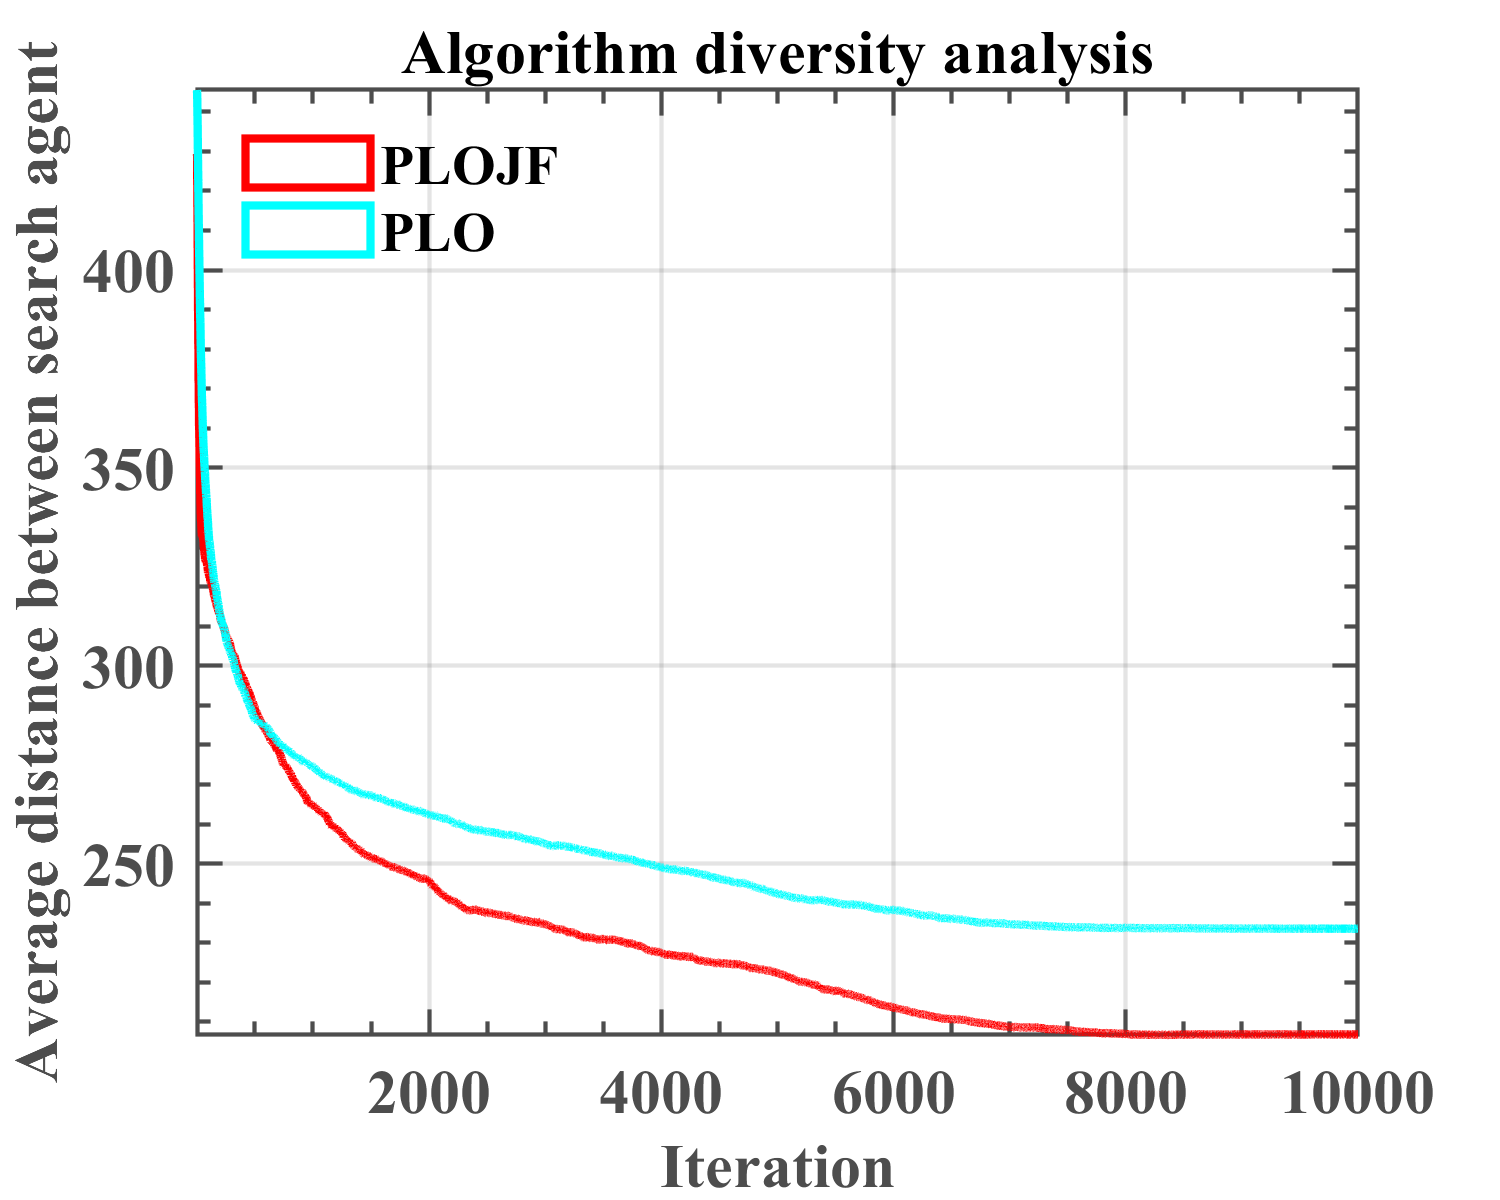 Algorithm diversity analysis
PLOJF
PLO
Average distance between search agent
400
350
300
250
2000 4000 6000 8000 10000
Iteration